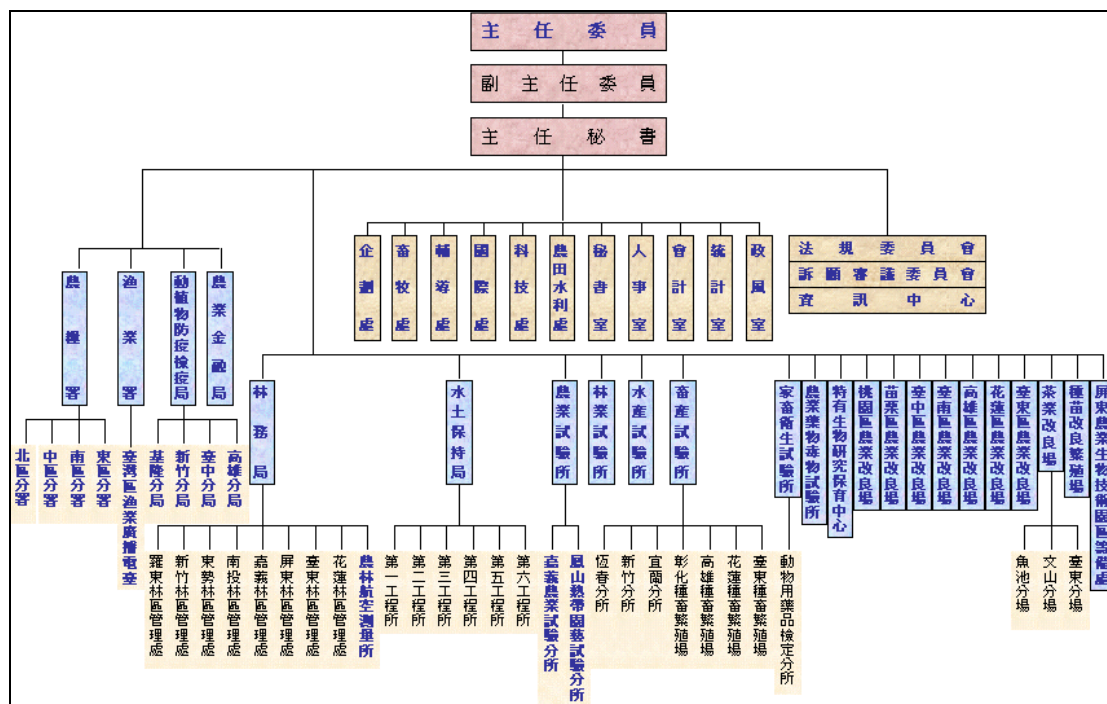 主任委員
副主任委員
主任秘書
企劃處
畜牧處
輔導處
國際處
科技處
農田水利處
秘書室
人事室
會計室
統計室
政風室
法規委員會
訴願審議委員會
資訊中心
農糧署
漁業署
動植物防疫檢疫局
農業金融局
北區分署
中區分署
南區分署
東區分署
臺灣區漁業廣播電臺
基隆分局
新竹分局
臺中分局
高雄分局
林務局
水土保持局
農業試驗所
林業試驗所
水產試驗所
畜產試驗所
家畜衛生試驗所
農業藥物毒物試驗所
特有生物研究保育中心
桃園區農業改良場
苗栗區農業改良場
臺中區農業改良場
臺南區農業改良場
高雄區農業改良場
花蓮區農業改良場
臺東區農業改良場
茶業改良場
種苗改良繁殖場
屏東農業生物技術園區籌備處
羅東林區管理處
新竹林區管理處
東勢林區管理處
南投林區管理處
嘉義林區管理處
屏東林區管理處
臺東林區管理處
花蓮林區管理處
農林航空測量所
第一工程所
第二工程所
第三工程所
第四工程所
第五工程所
第六工程所
嘉義農業試驗分所
鳳山熱帶園藝試驗分所
恆春分所
新竹分所
宜蘭分所
彰化種畜繁殖場
高雄種畜繁殖場
花蓮種畜繁殖場
臺東種畜繁殖場
動物用藥品檢定分所
魚池分場
文山分場
臺東分場